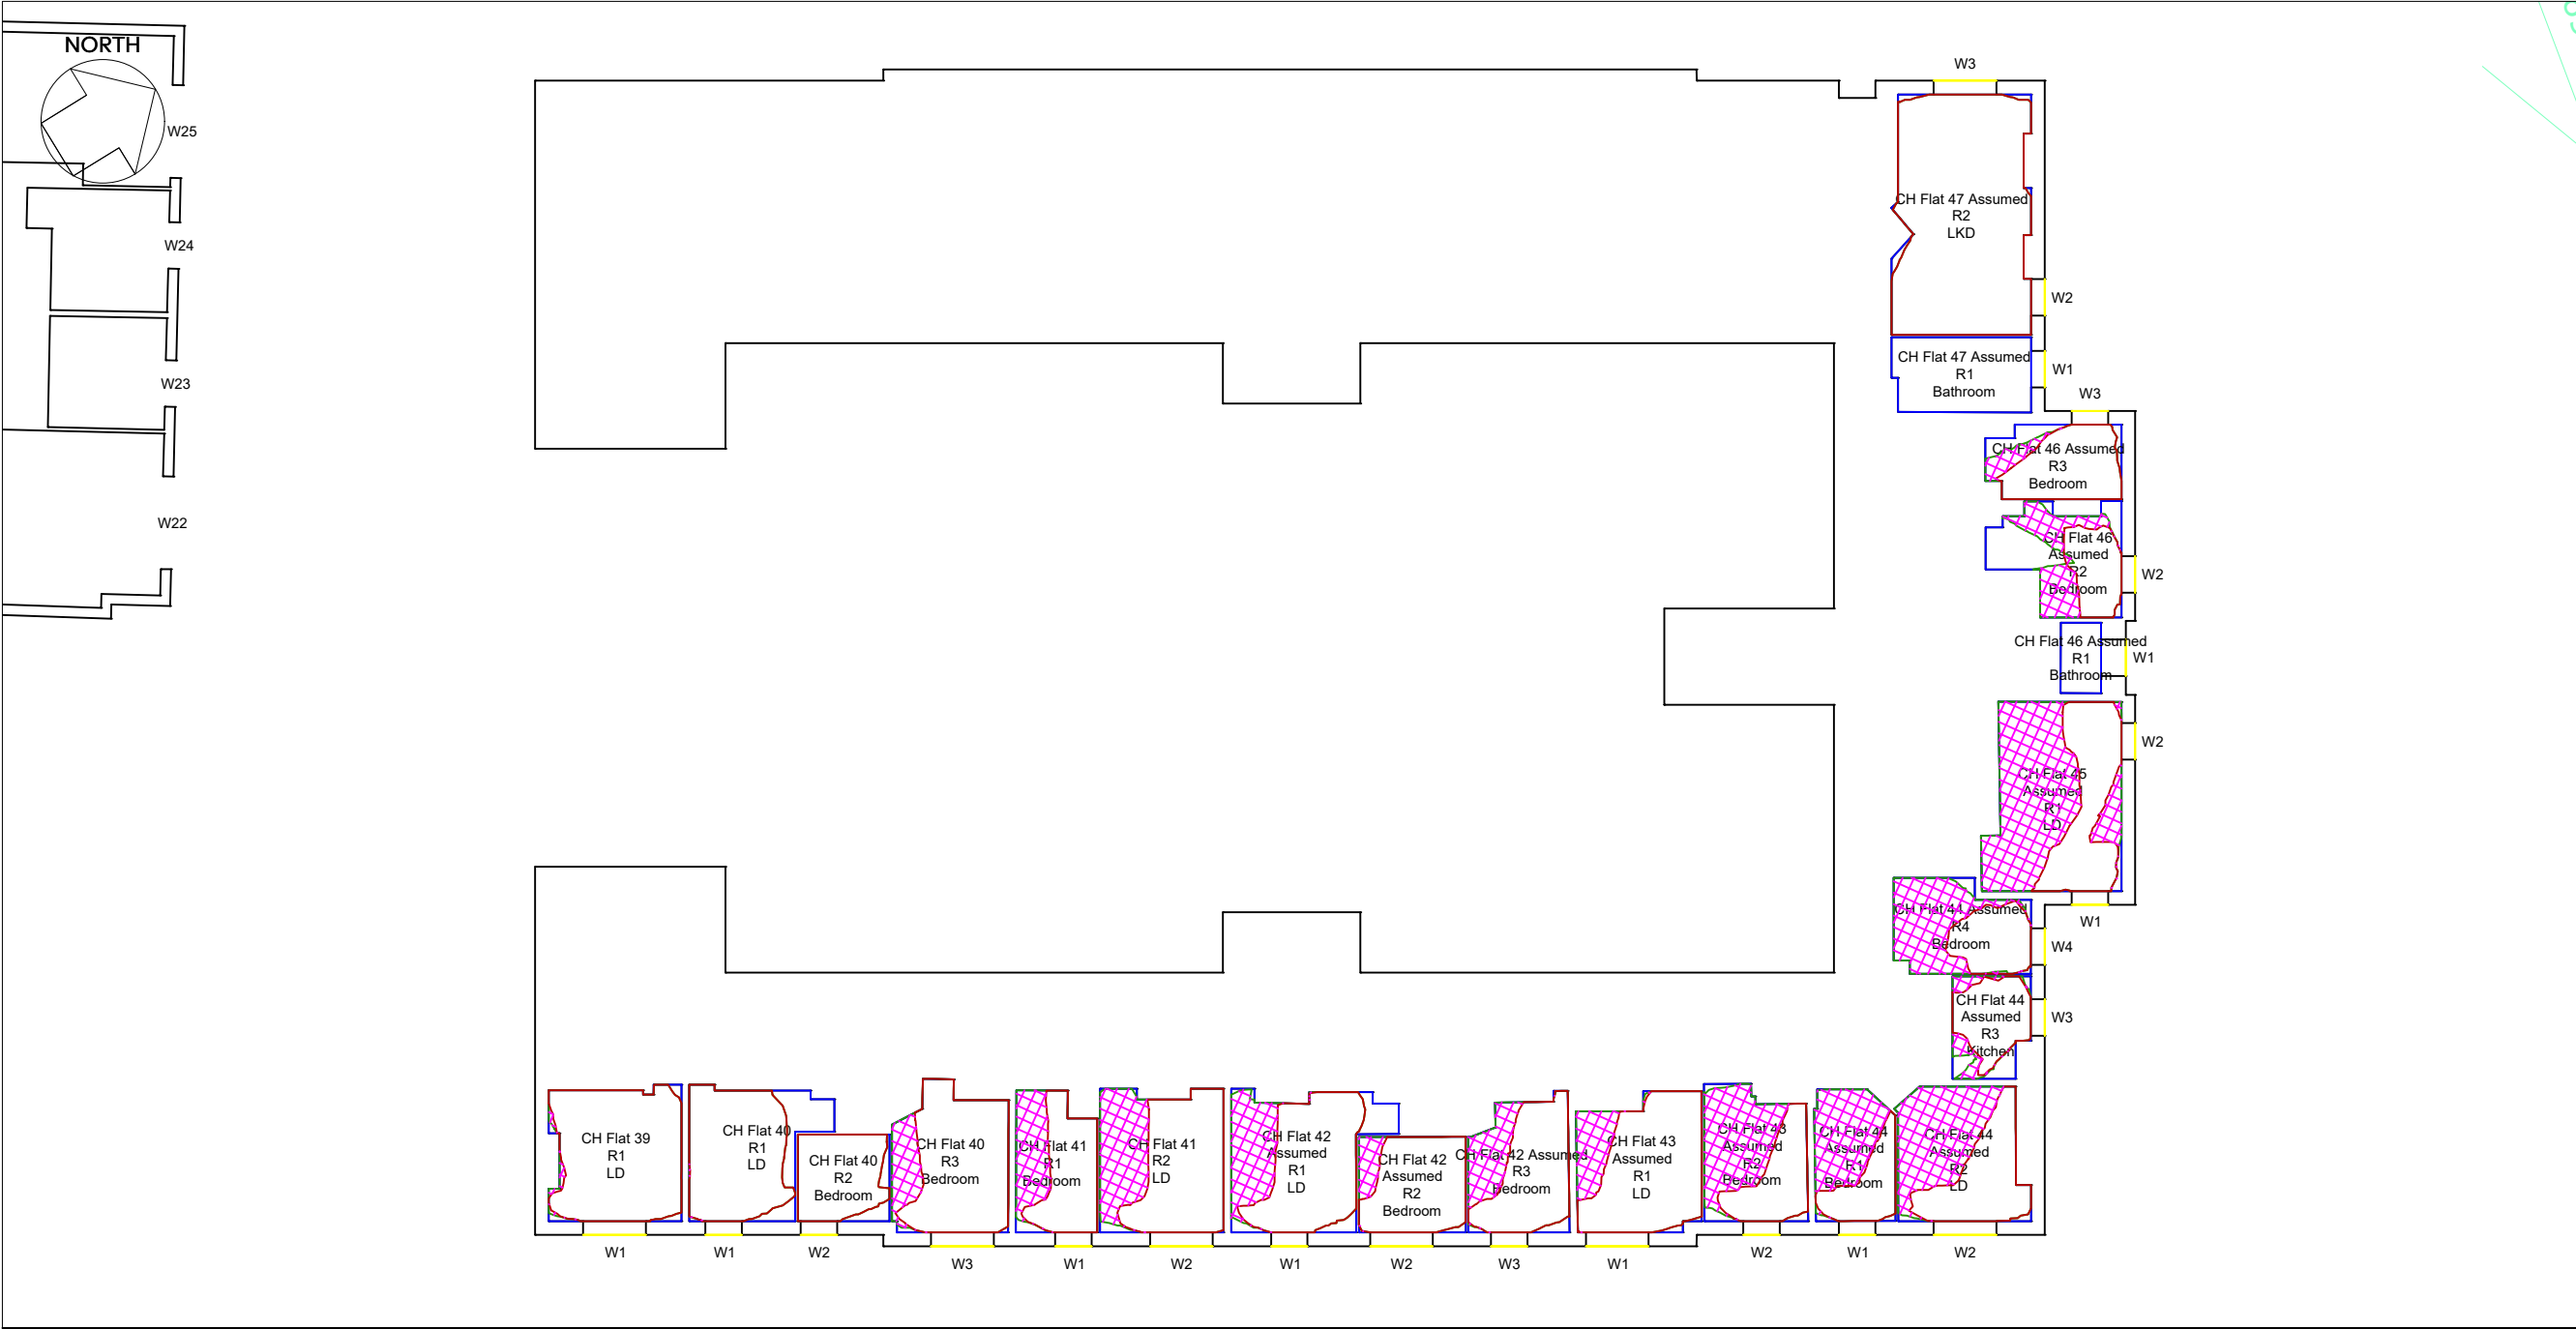 NORTH
W25
W24
W23
W22
W3
CH Flat 47 Assumed
R2
LKD
W2
CH Flat 47 Assumed
R1
Bathroom
W1
W3
CH Flat 46 Assumed
R3
Bedroom
CH Flat 46
Assumed
R2
Bedroom
W2
CH Flat 46 Assumed
R1
Bathroom
W1
W2
CH Flat 45
Assumed
R1
LD
W1
CH Flat 44 Assumed
R4
Bedroom
W4
CH Flat 44
Assumed
R3
Kitchen
W3
CH Flat 39
R1
LD
CH Flat 40
R1
LD
CH Flat 40
R2
Bedroom
CH Flat 40
R3
Bedroom
CH Flat 41
R1
Bedroom
CH Flat 41
R2
LD
CH Flat 42
Assumed
R1
LD
CH Flat 42
Assumed
R2
Bedroom
CH Flat 42 Assumed
R3
Bedroom
CH Flat 43
Assumed
R1
LD
CH Flat 43
Assumed
R2
Bedroom
CH Flat 44
Assumed
R1
Bedroom
CH Flat 44
Assumed
R2
LD
W1
W1
W2
W3
W1
W2
W1
W2
W3
W1
W2
W1
W2